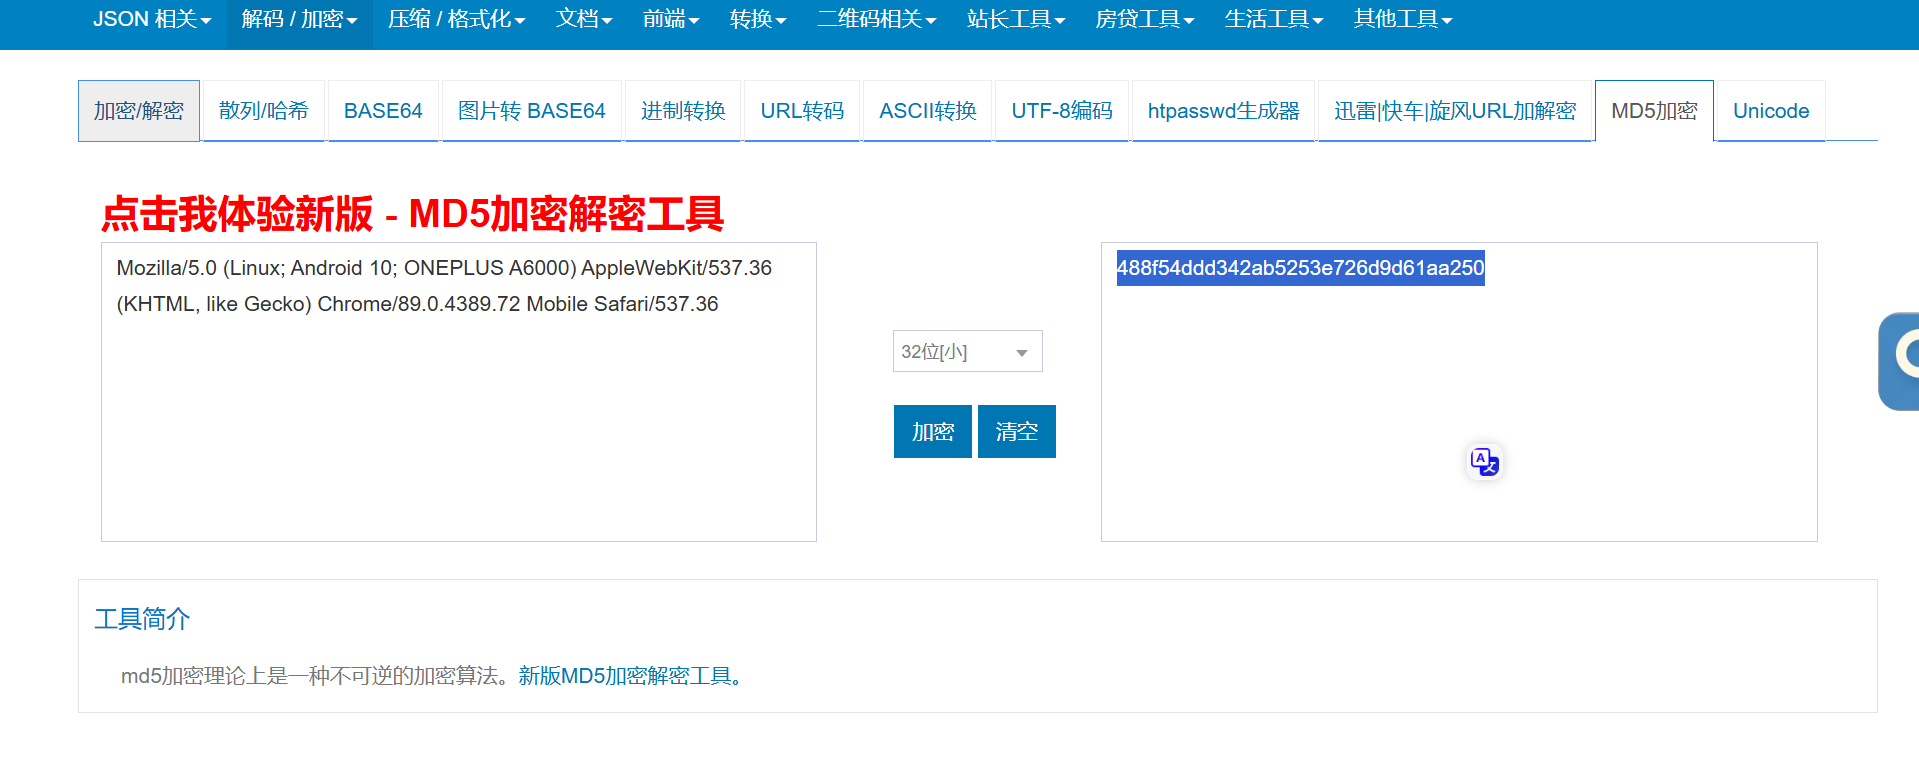 JSON 相关 解码 / 加密 压缩 / 格式化 文档 前端 转换 二维码相关 站长工具 房贷工具 生活工具 其他工具
加密/解密 散列/哈希 BASE64 图片转 BASE64 进制转换 URL转码 ASCII转换 UTF-8编码 htpasswd生成器 迅雷|快车|旋风URL加解密 MD5加密 Unicode
点击我体验新版 - MD5加密解密工具
Mozilla/5.0 (Linux; Android 10; ONEPLUS A6000) AppleWebKit/537.36
(KHTML, like Gecko) Chrome/89.0.4389.72 Mobile Safari/537.36
32位[小]
加密 清空
488f54ddd342ab5253e726d9d61aa250
工具简介
md5加密理论上是一种不可逆的加密算法。新版MD5加密解密工具。